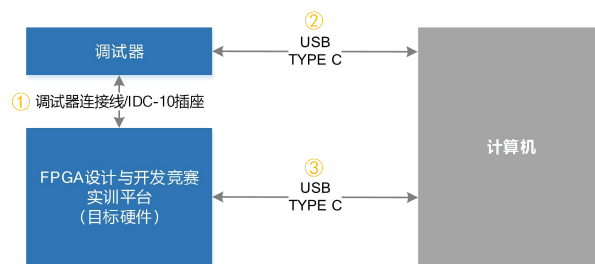 ②
USB
TYPE C
调试器
① 调试器连接线/IDC-10插座
FPGA设计与开发竞赛
实训平台
（目标硬件）
③
USB
TYPE C
计算机